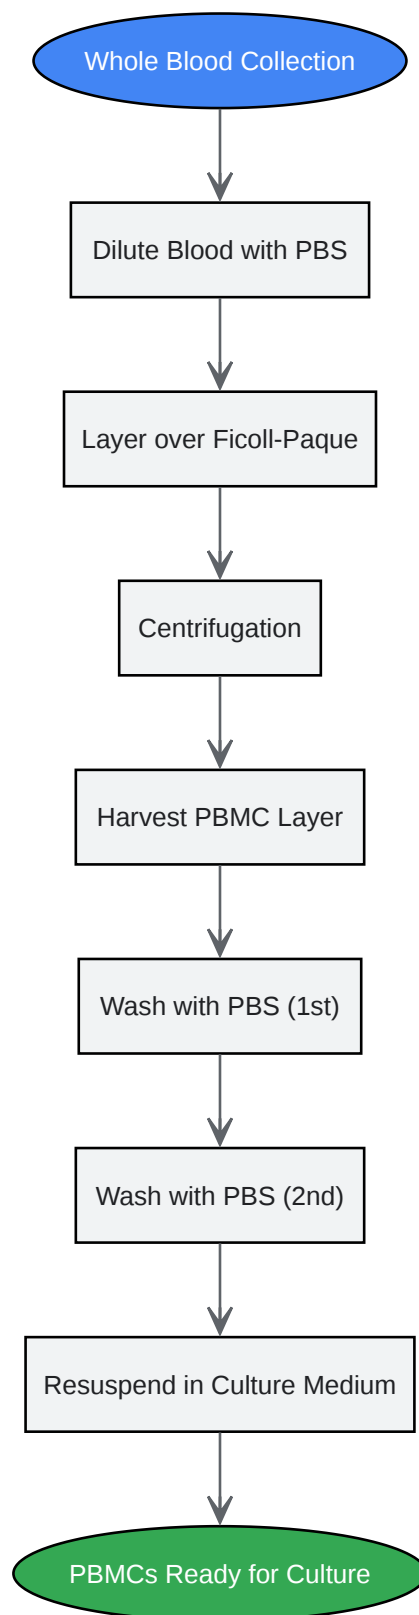 Whole Blood Collection
Dilute Blood with PBS
Layer over Ficoll-Paque
Centrifugation
Harvest PBMC Layer
Wash with PBS (1st)
Wash with PBS (2nd)
Resuspend in Culture Medium
PBMCs Ready for Culture